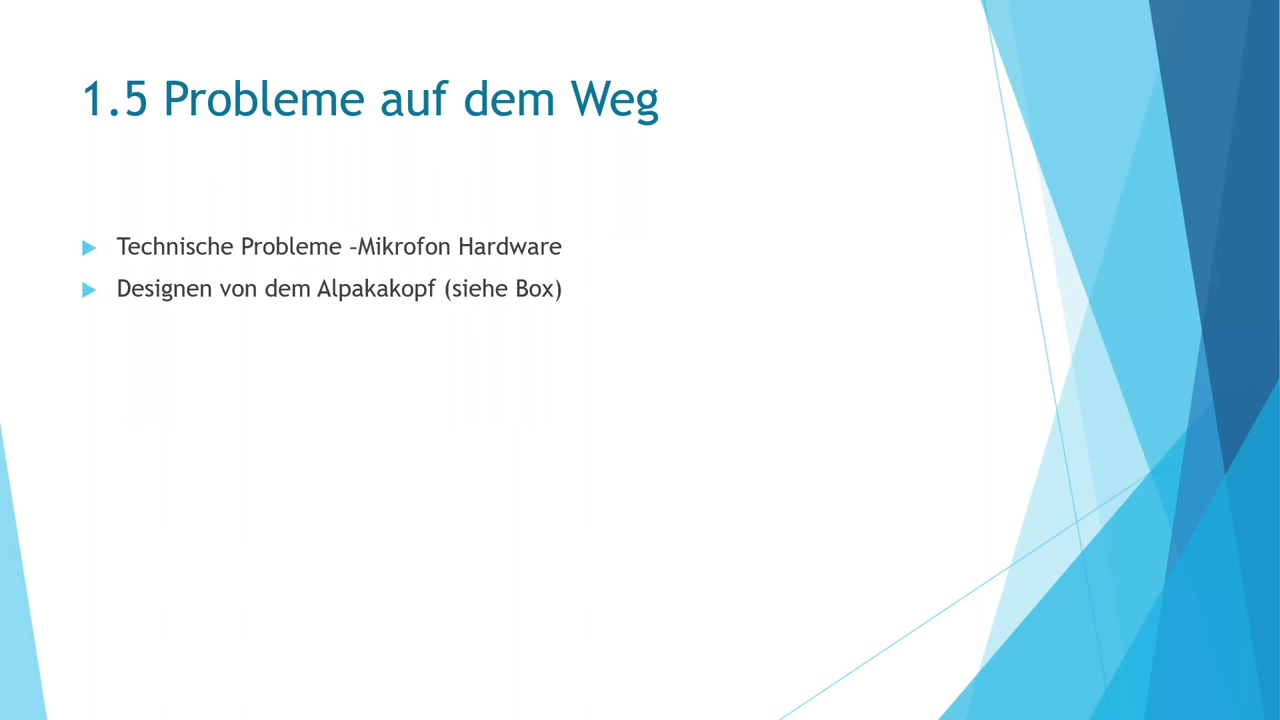 1.5 Probleme auf dem Weg
Technische Probleme -Mikrofon Hardware
Designen von dem Alpakakopf (siehe Box)